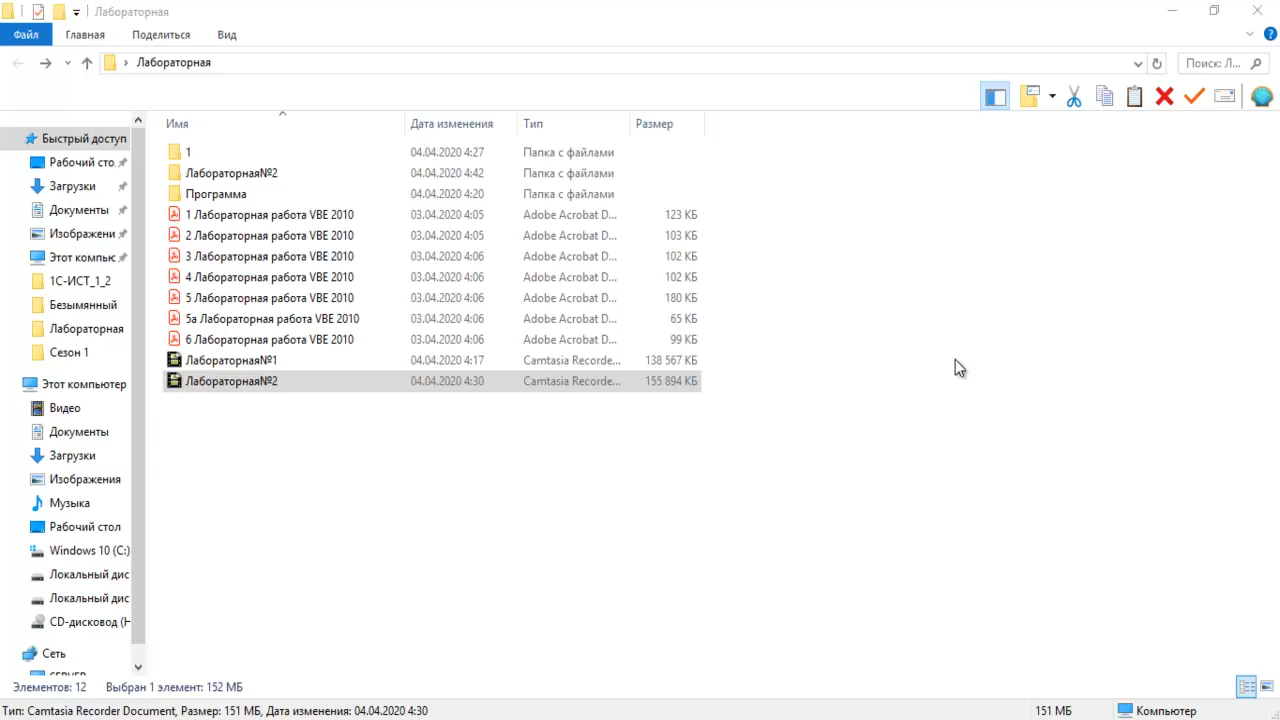 Лабораторная
Файл Главная Поделиться Вид
Лабораторная Поиск: Л...
Имя Дата изменения Тип Размер
Быстрый доступ
Рабочий сто.
Загрузки
Документы
Изображени
Этот компьк
1С-ИСТ_1_2
Безымянный
Лабораторная
Сезон 1
Этот компьютер
Видео
Документы
Загрузки
Изображения
Музыка
Рабочий стол
Windows 10 (C:)
Локальный дис
Локальный дис
CD-дисковод (H
Сеть
1 04.04.2020 4:27 Папка с файлами
Лабораторная№2 04.04.2020 4:42 Папка с файлами
Программа 04.04.2020 4:20 Папка с файлами
1 Лабораторная работа VBE 2010 03.04.2020 4:05 Adobe Acrobat D... 123 КБ
2 Лабораторная работа VBE 2010 03.04.2020 4:05 Adobe Acrobat D... 103 КБ
3 Лабораторная работа VBE 2010 03.04.2020 4:06 Adobe Acrobat D... 102 КБ
4 Лабораторная работа VBE 2010 03.04.2020 4:06 Adobe Acrobat D... 102 КБ
5 Лабораторная работа VBE 2010 03.04.2020 4:06 Adobe Acrobat D... 180 КБ
5а Лабораторная работа VBE 2010 03.04.2020 4:06 Adobe Acrobat D... 65 КБ
6 Лабораторная работа VBE 2010 03.04.2020 4:06 Adobe Acrobat D... 99 КБ
Лабораторная№1 04.04.2020 4:17 Camtasia Recorde... 138 567 КБ
Лабораторная№2 04.04.2020 4:30 Camtasia Recorde... 155 894 КБ
Элементов: 12 Выбран 1 элемент: 152 МБ
Тип: Camtasia Recorder Document, Размер: 151 МБ, Дата изменения: 04.04.2020 4:30 151 МБ Компьютер